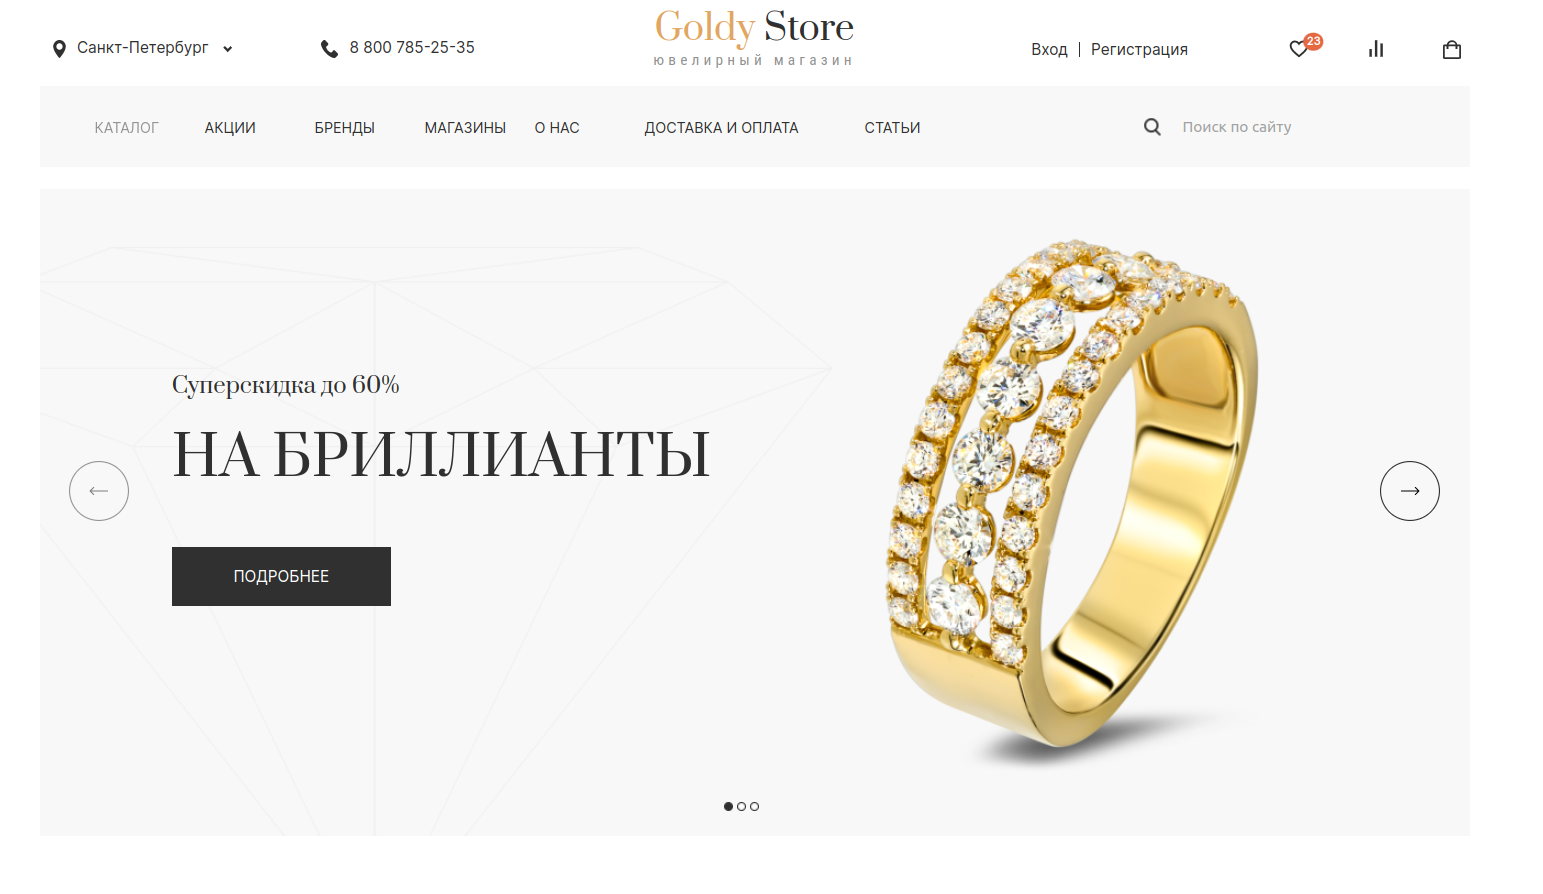 Санкт-Петербург
8 800 785-25-35
Goldy Store
ювелирный магазин
Вход | Регистрация
23
КАТАЛОГ АКЦИИ БРЕНДЫ МАГАЗИНЫ О НАС ДОСТАВКА И ОПЛАТА СТАТЬИ
Поиск по сайту
Суперскидка до 60%
НА БРИЛЛИАНТЫ
ПОДРОБНЕЕ